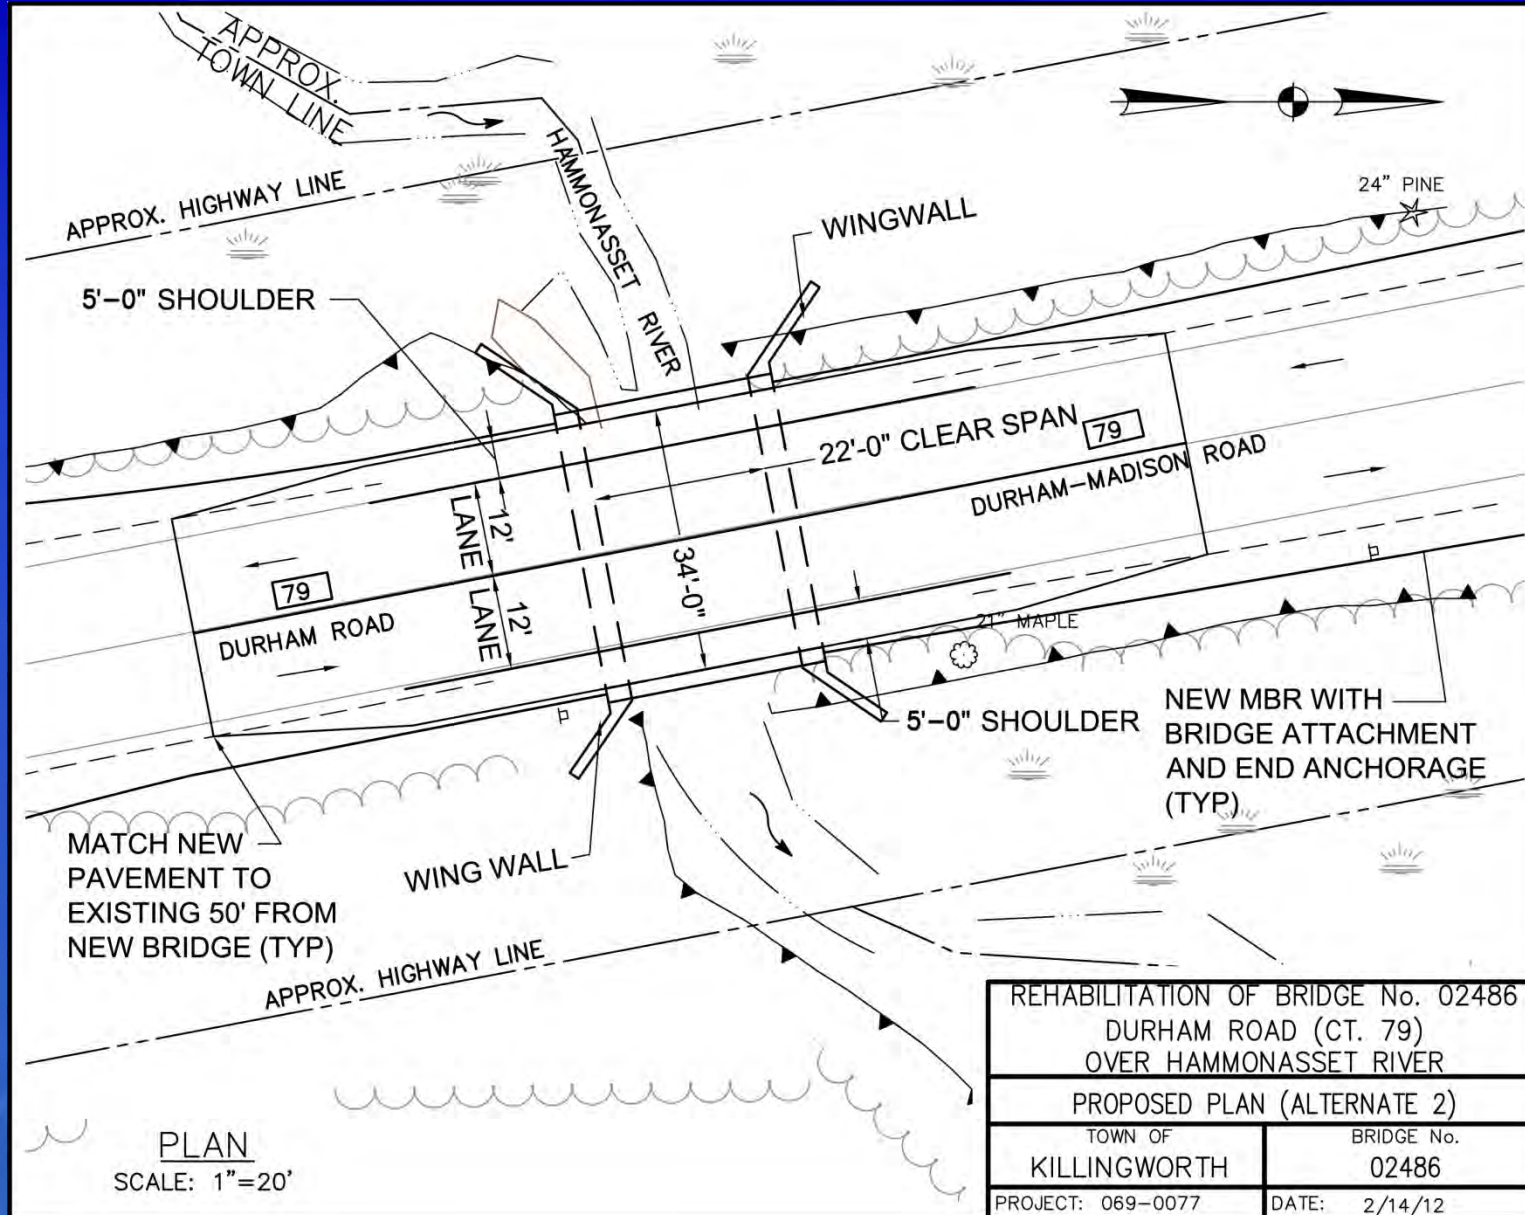 APPROX.
TOWN LINE
HAMMONASSET RIVER
APPROX. HIGHWAY LINE
24" PINE
WINGWALL
5'-0" SHOULDER
22'-0" CLEAR SPAN
79
DURHAM-MADISON ROAD
12'
LANE
34'-0"
12'
LANE
79
DURHAM ROAD
21" MAPLE
5'-0" SHOULDER
NEW MBR WITH
BRIDGE ATTACHMENT
AND END ANCHORAGE
(TYP)
MATCH NEW
PAVEMENT TO
EXISTING 50' FROM
NEW BRIDGE (TYP)
WING WALL
APPROX. HIGHWAY LINE
PLAN
SCALE: 1"=20'
REHABILITATION OF BRIDGE No. 02486
DURHAM ROAD (CT. 79)
OVER HAMMONASSET RIVER
PROPOSED PLAN (ALTERNATE 2)
TOWN OF
KILLINGWORTH
BRIDGE No.
02486
PROJECT: 069-0077
DATE: 2/14/12